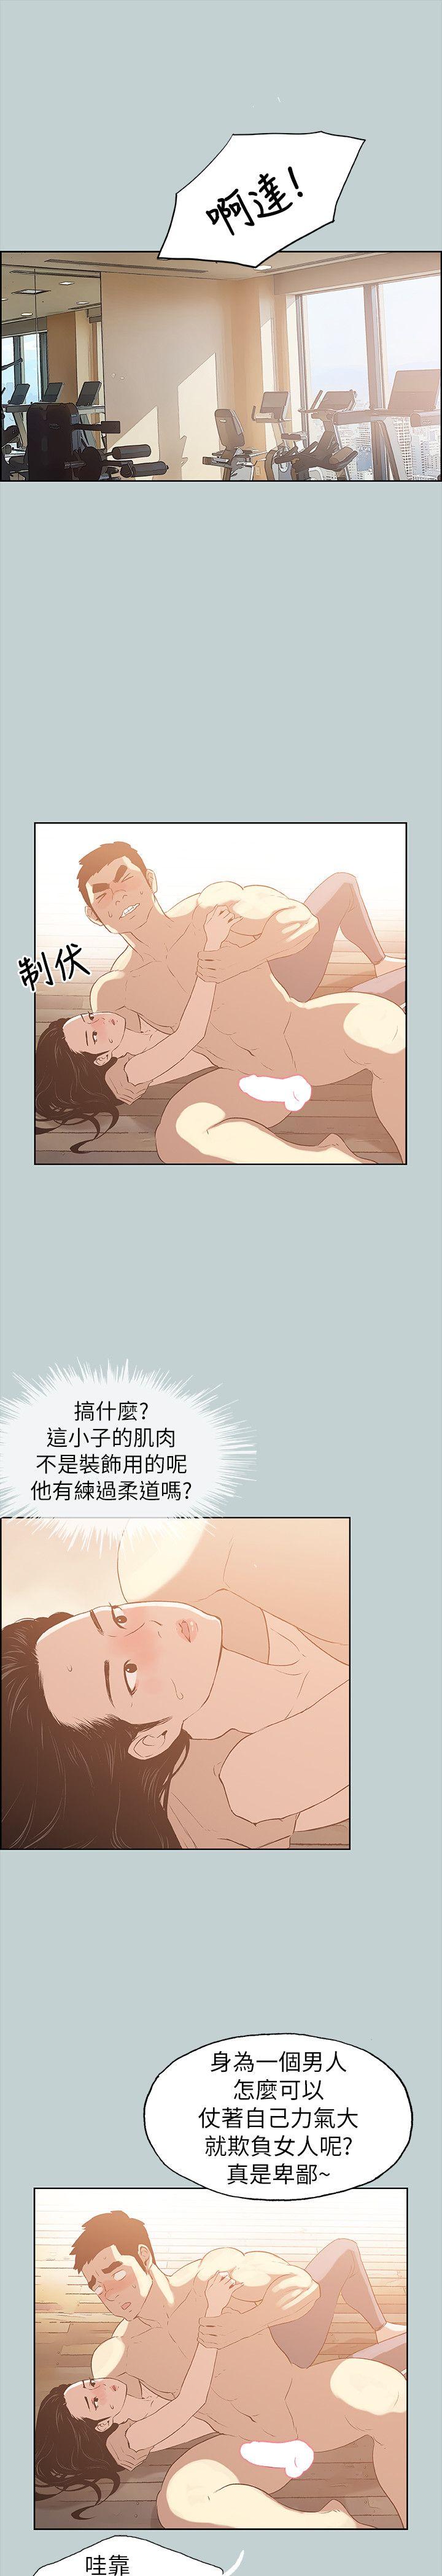 啊達!
制伏
搞什麼?
這小子的肌肉
不是裝飾用的呢
他有練過柔道嗎?
身為一個男人
怎麼可以
仗著自己力氣大
就欺負女人呢?
真是卑鄙~
哇靠